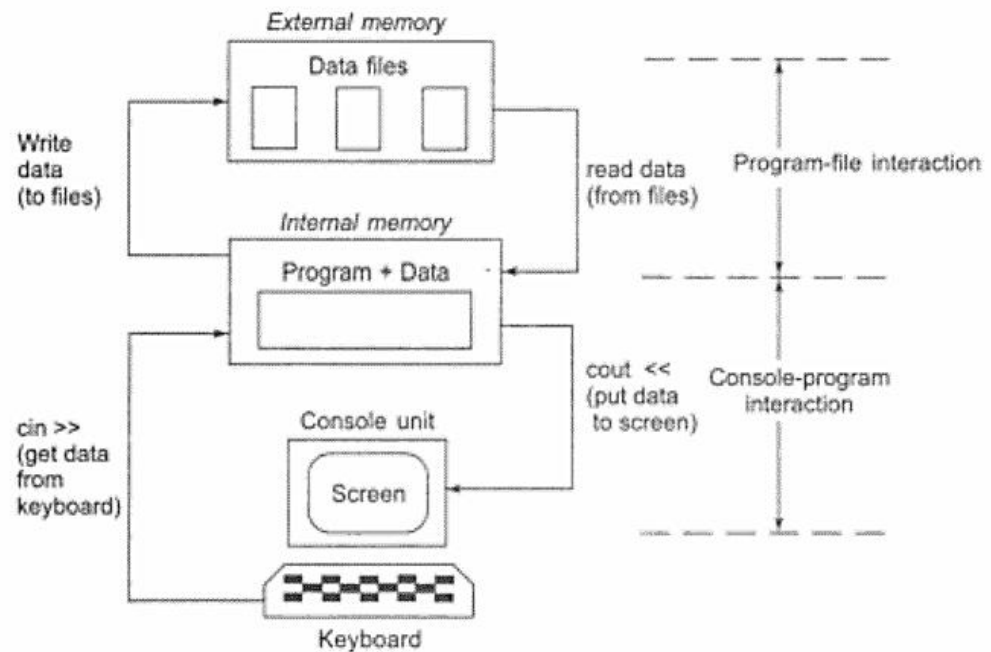 External memory
Data files
Write
data
(to files)
read data
(from files)
Program-file interaction
Internal memory
Program + Data
cin >>
(get data
from
keyboard)
cout <<
(put data
to screen)
Console-program
interaction
Console unit
Screen
Keyboard